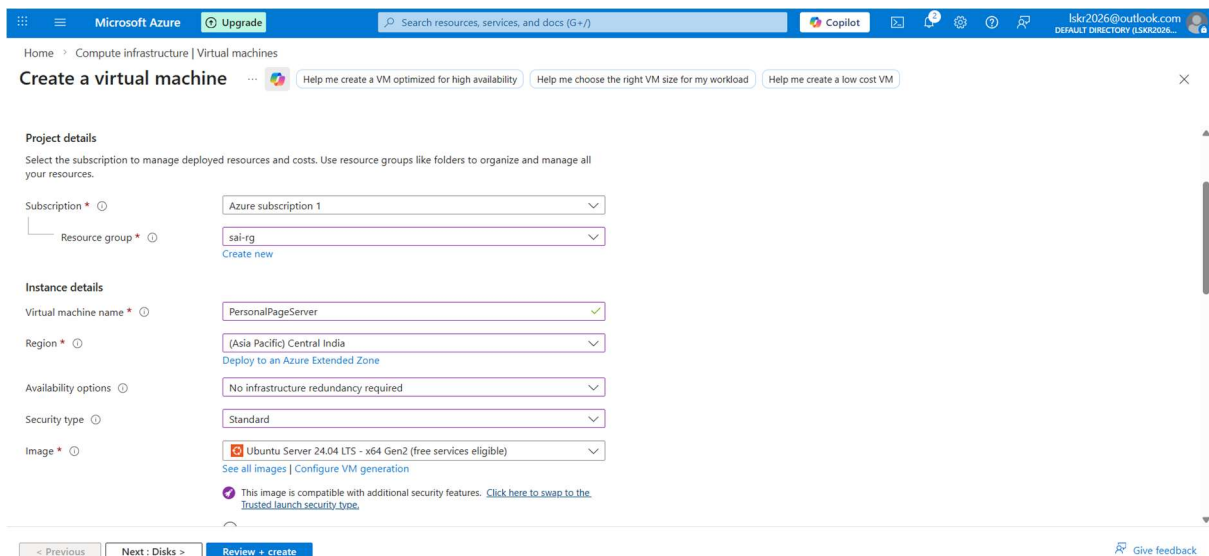 Microsoft Azure
Upgrade
Search resources, services, and docs (G+/)
Copilot
2
lskr2026@outlook.com
DEFAULT DIRECTORY (LSKR2026...
Home > Compute infrastructure | Virtual machines
Create a virtual machine ...
Help me create a VM optimized for high availability
Help me choose the right VM size for my workload
Help me create a low cost VM
Project details
Select the subscription to manage deployed resources and costs. Use resource groups like folders to organize and manage all
your resources.
Subscription *
Azure subscription 1
Resource group *
sai-rg
Create new
Instance details
Virtual machine name *
PersonalPageServer
Region *
(Asia Pacific) Central India
Deploy to an Azure Extended Zone
Availability options
No infrastructure redundancy required
Security type
Standard
Image *
Ubuntu Server 24.04 LTS - x64 Gen2 (free services eligible)
See all images | Configure VM generation
This image is compatible with additional security features. Click here to swap to the
Trusted launch security type.
< Previous
Next : Disks >
Review + create
Give feedback